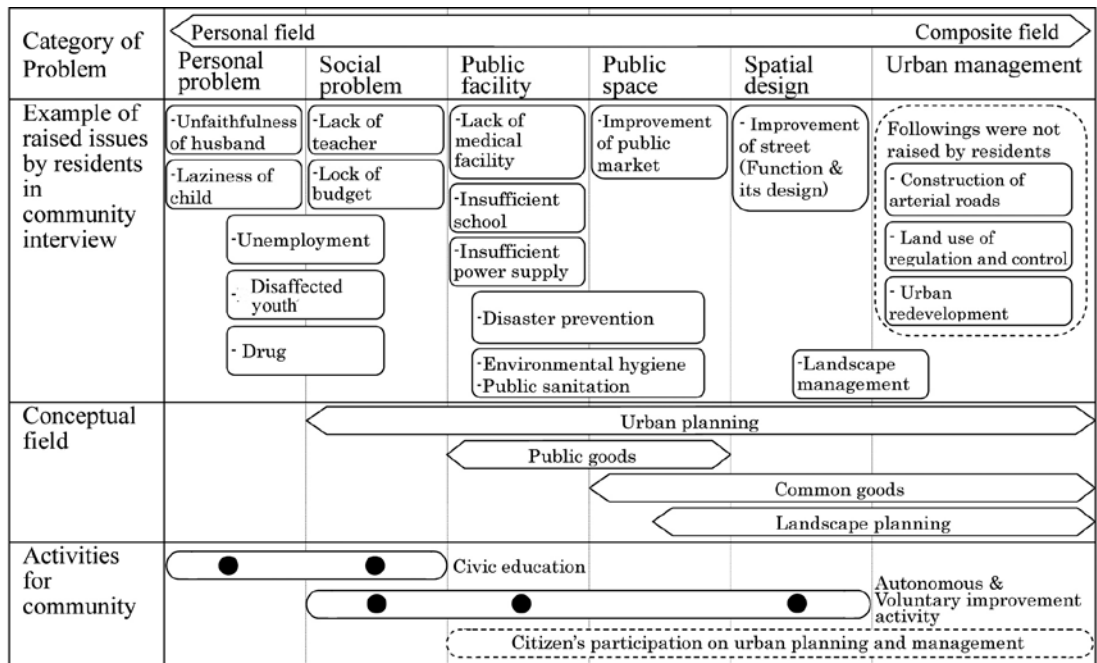 Category of
Problem
Personal field
Composite field
Personal
problem
Social
problem
Public
facility
Public
space
Spatial
design
Urban management
Example of
raised issues
by residents
in
community
interview
-Unfaithfulness
of husband
-Laziness of
child
-Lack of
teacher
-Lock of
budget
-Unemployment
- Disaffected
youth
- Drug
-Lack of
medical
facility
-Insufficient
school
-Insufficient
power supply
-Improvement
of public
market
-Disaster prevention
-Environmental hygiene
-Public sanitation
- Improvement
of street
(Function &
its design)
-Landscape
management
Followings were not
raised by residents
- Construction of
arterial roads
- Land use of
regulation and control
- Urban
redevelopment
Conceptual
field
Urban planning
Public goods
Common goods
Landscape planning
Activities
for
community
Civic education
Autonomous &
Voluntary improvement
activity
Citizen's participation on urban planning and management